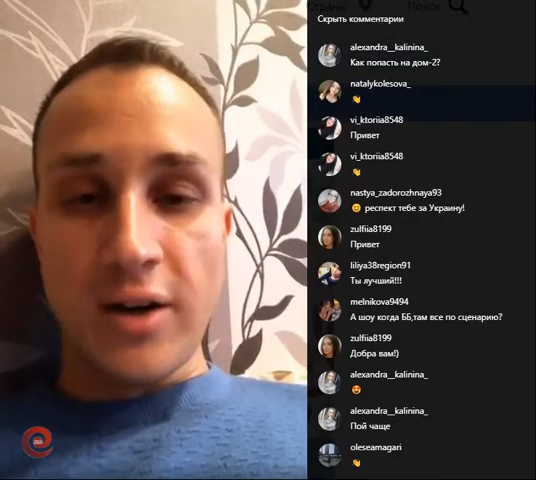 Страны
Поиск
Скрыть комментарии
alexandra__kalinina_
Как попасть на дом-2?
natalykolesova_
👏
vi_ktoriia8548
Привет
vi_ktoriia8548
👏
nastya_zadorozhnaya93
😊 респект тебе за Украину!
zulfiia8199
Привет
liliya38region91
Ты лучший!!!
melnikova9494
А шоу когда ББ,там все по сценарию?
zulfiia8199
Добра вам!)
alexandra__kalinina_
😍
alexandra__kalinina_
Пой чаще
oleseamagari
👏